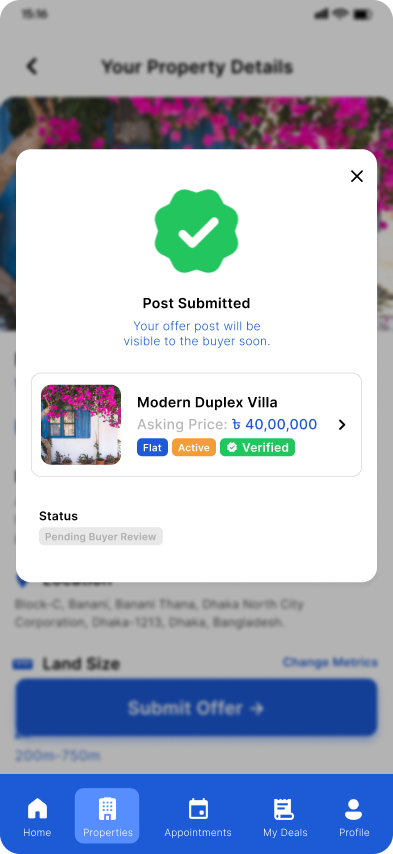 15:16
Your Property Details
Post Submitted
Your offer post will be
visible to the buyer soon.
Modern Duplex Villa
Asking Price: ৳ 40,00,000
Flat Active Verified
Status
Pending Buyer Review
Location
Block-C, Banani, Banani Thana, Dhaka North City
Corporation, Dhaka-1213, Dhaka, Bangladesh.
Land Size Change Metrics
Submit Offer →
200m-750m
Home Properties Appointments My Deals Profile